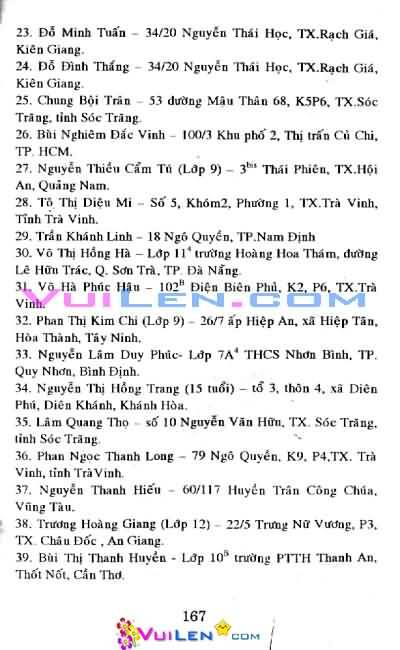 23. Đỗ Minh Tuấn – 34/20 Nguyễn Thái Học, TX.Rạch Giá,
Kiên Giang.
24. Đỗ Đình Thắng – 34/20 Nguyễn Thái Học, TX.Rạch Giá,
Kiên Giang.
25. Chung Bội Trân – 53 đường Mậu Thân 68, K5P6, TX.Sóc
Trăng, tỉnh Sóc Trăng.
26. Bùi Nghiêm Đắc Vinh – 100/3 Khu phố 2, Thị trấn Củ Chi,
TP. HCM.
27. Nguyễn Thiều Cẩm Tú (Lớp 9) – 3bis Thái Phiên, TX.Hội
An, Quảng Nam.
28. Tô Thị Diệu Mi – Số 5, Khóm2, Phường 1, TX.Trà Vinh,
Tỉnh Trà Vinh.
29. Trần Khánh Linh – 18 Ngô Quyền, TP.Nam Định
30. Võ Thị Hồng Hà – Lớp 11⁴ trường Hoàng Hoa Thám, đường
Lê Hữu Trác, Q. Sơn Trà, TP. Đà Nẵng.
31. Võ Hà Phúc Hậu – 102B Điện Biên Phủ, K2, P6, TX.Trà
Vinh.
VUILEN.COM
32. Phan Thị Kim Chi (Lớp 9) – 26/7 ấp Hiệp An, xã Hiệp Tân,
Hòa Thành, Tây Ninh.
33. Nguyễn Lâm Duy Phúc- Lớp 7A⁴ THCS Nhơn Bình, TP.
Quy Nhơn, Bình Định.
34. Nguyễn Thị Hồng Trang (15 tuổi) – tổ 3, thôn 4, xã Diên
Phú, Diên Khánh, Khánh Hòa.
35. Lâm Quang Thọ – số 10 Nguyễn Văn Hữu, TX. Sóc Trăng,
tỉnh Sóc Trăng.
36. Phan Ngọc Thanh Long – 79 Ngô Quyền, K9, P4,TX. Trà
Vinh, tỉnh TràVinh.
37. Nguyễn Thanh Hiếu – 60/117 Huyền Trân Công Chúa,
Vũng Tàu.
38. Trương Hoàng Giang (Lớp 12) – 22/5 Trưng Nữ Vương, P3,
TX. Châu Đốc , An Giang.
39. Bùi Thị Thanh Huyền - Lớp 10B trường PTTH Thanh An,
Thốt Nốt, Cần Thơ.
167
VUILEN.COM